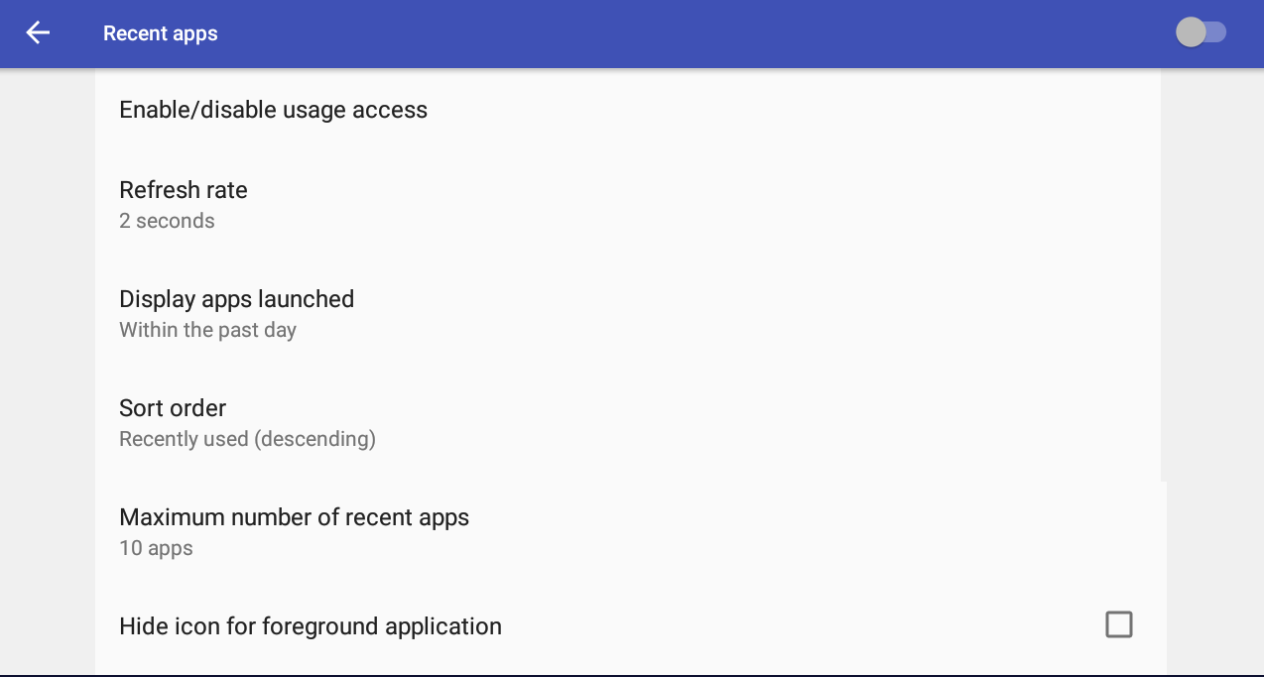 Recent apps
Enable/disable usage access
Refresh rate
2 seconds
Display apps launched
Within the past day
Sort order
Recently used (descending)
Maximum number of recent apps
10 apps
Hide icon for foreground application